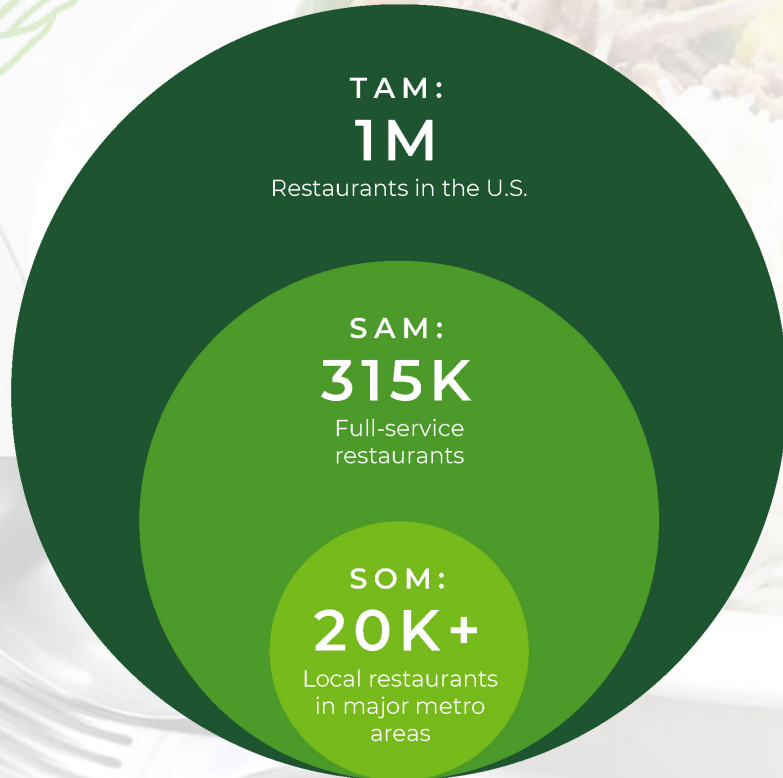 TAM:
1M
Restaurants in the U.S.
SAM:
315K
Full-service
restaurants
SOM:
20K+
Local restaurants
in major metro
areas